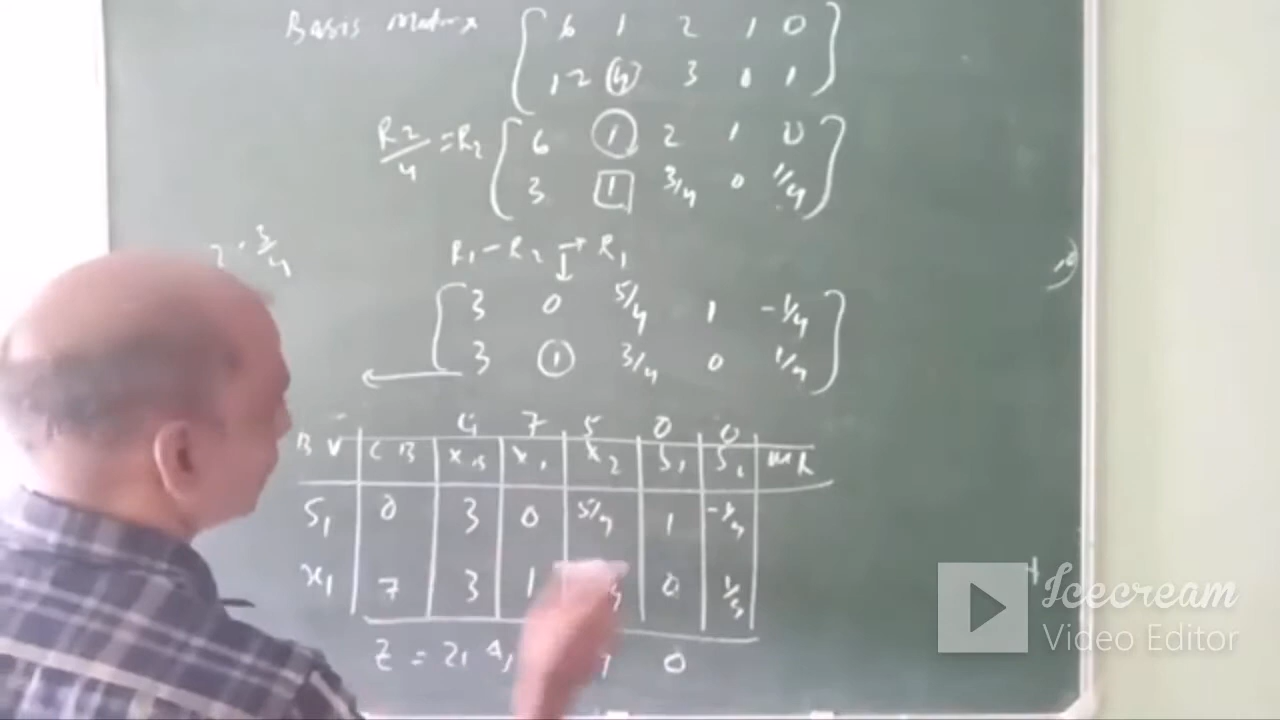 Basis Matrix [ 6 1 2 1 0
12 4 3 0 1 ]
R2/4 = R2 [ 6 1 2 1 0
3 1 3/4 0 1/4 ]
3/4
R1 - R2 → R1
[ 3 0 5/4 1 -1/4
3 1 3/4 0 1/4 ]
7 5 0 0
B V C B XB X1 X2 S1 S2 MR
S1 0 3 0 5/4 1 -1/4
x1 7 3 1 0
Z = 21 0
Icecream
Video Editor